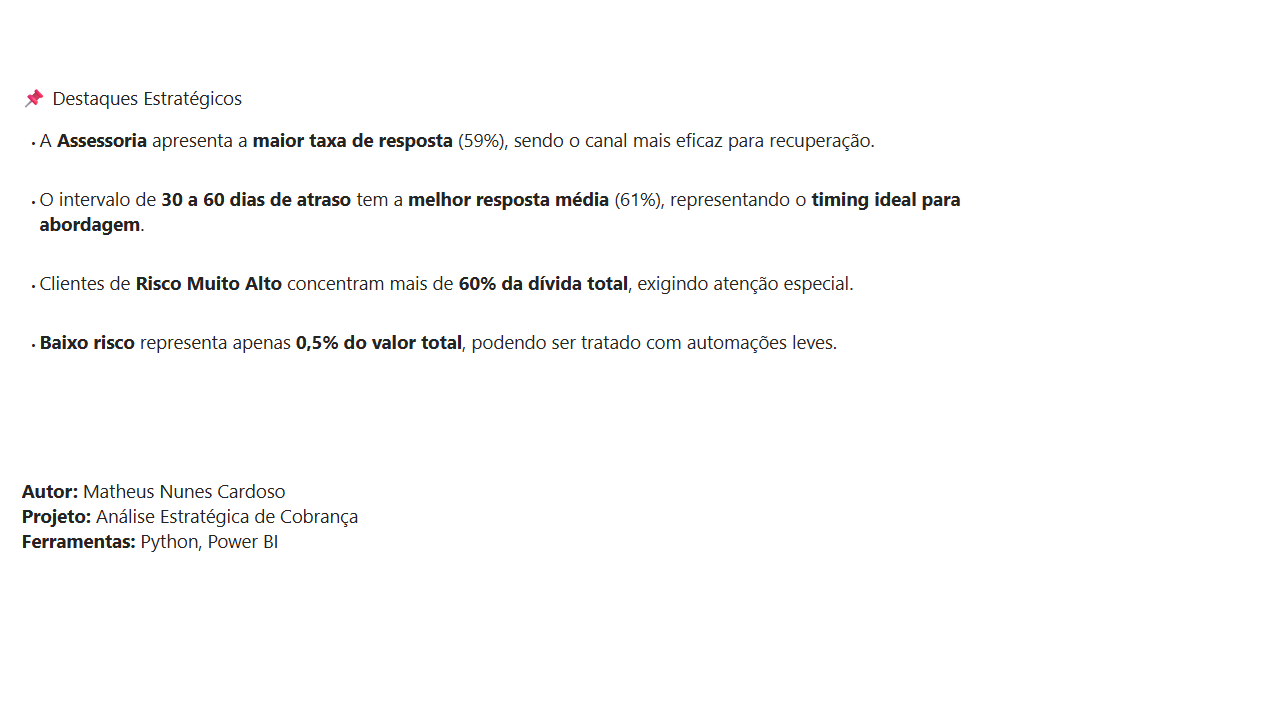 📌 Destaques Estratégicos
• A Assessoria apresenta a maior taxa de resposta (59%), sendo o canal mais eficaz para recuperação.
• O intervalo de 30 a 60 dias de atraso tem a melhor resposta média (61%), representando o timing ideal para
abordagem.
• Clientes de Risco Muito Alto concentram mais de 60% da dívida total, exigindo atenção especial.
• Baixo risco representa apenas 0,5% do valor total, podendo ser tratado com automações leves.
Autor: Matheus Nunes Cardoso
Projeto: Análise Estratégica de Cobrança
Ferramentas: Python, Power BI